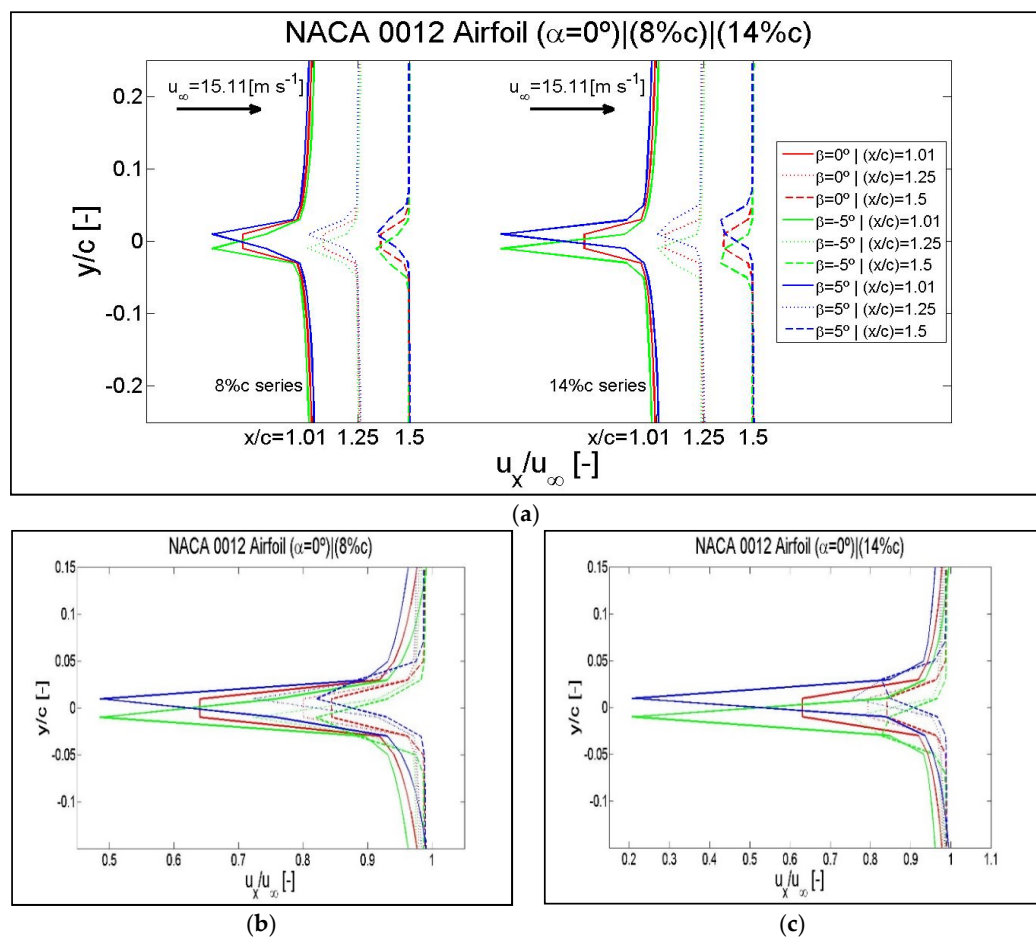 NACA 0012 Airfoil (α=0º)|(8%c)|(14%c)
u∞=15.11[m s⁻¹]
u∞=15.11[m s⁻¹]
0.2
0.1
0
-0.1
-0.2
y/c [-]
β=0º | (x/c)=1.01
β=0º | (x/c)=1.25
β=0º | (x/c)=1.5
β=-5º | (x/c)=1.01
β=-5º | (x/c)=1.25
β=-5º | (x/c)=1.5
β=5º | (x/c)=1.01
β=5º | (x/c)=1.25
β=5º | (x/c)=1.5
8%c series
14%c series
x/c=1.01 1.25 1.5 x/c=1.01 1.25 1.5
uₓ/u∞ [-]
(a)
NACA 0012 Airfoil (α=0º)|(8%c)
0.15
0.1
0.05
0
-0.05
-0.1
y/c [-]
0.5 0.6 0.7 0.8 0.9 1
uₓ/u∞ [-]
(b)
NACA 0012 Airfoil (α=0º)|(14%c)
0.15
0.1
0.05
0
-0.05
-0.1
y/c [-]
0.2 0.3 0.4 0.5 0.6 0.7 0.8 0.9 1 1.1
uₓ/u∞ [-]
(c)